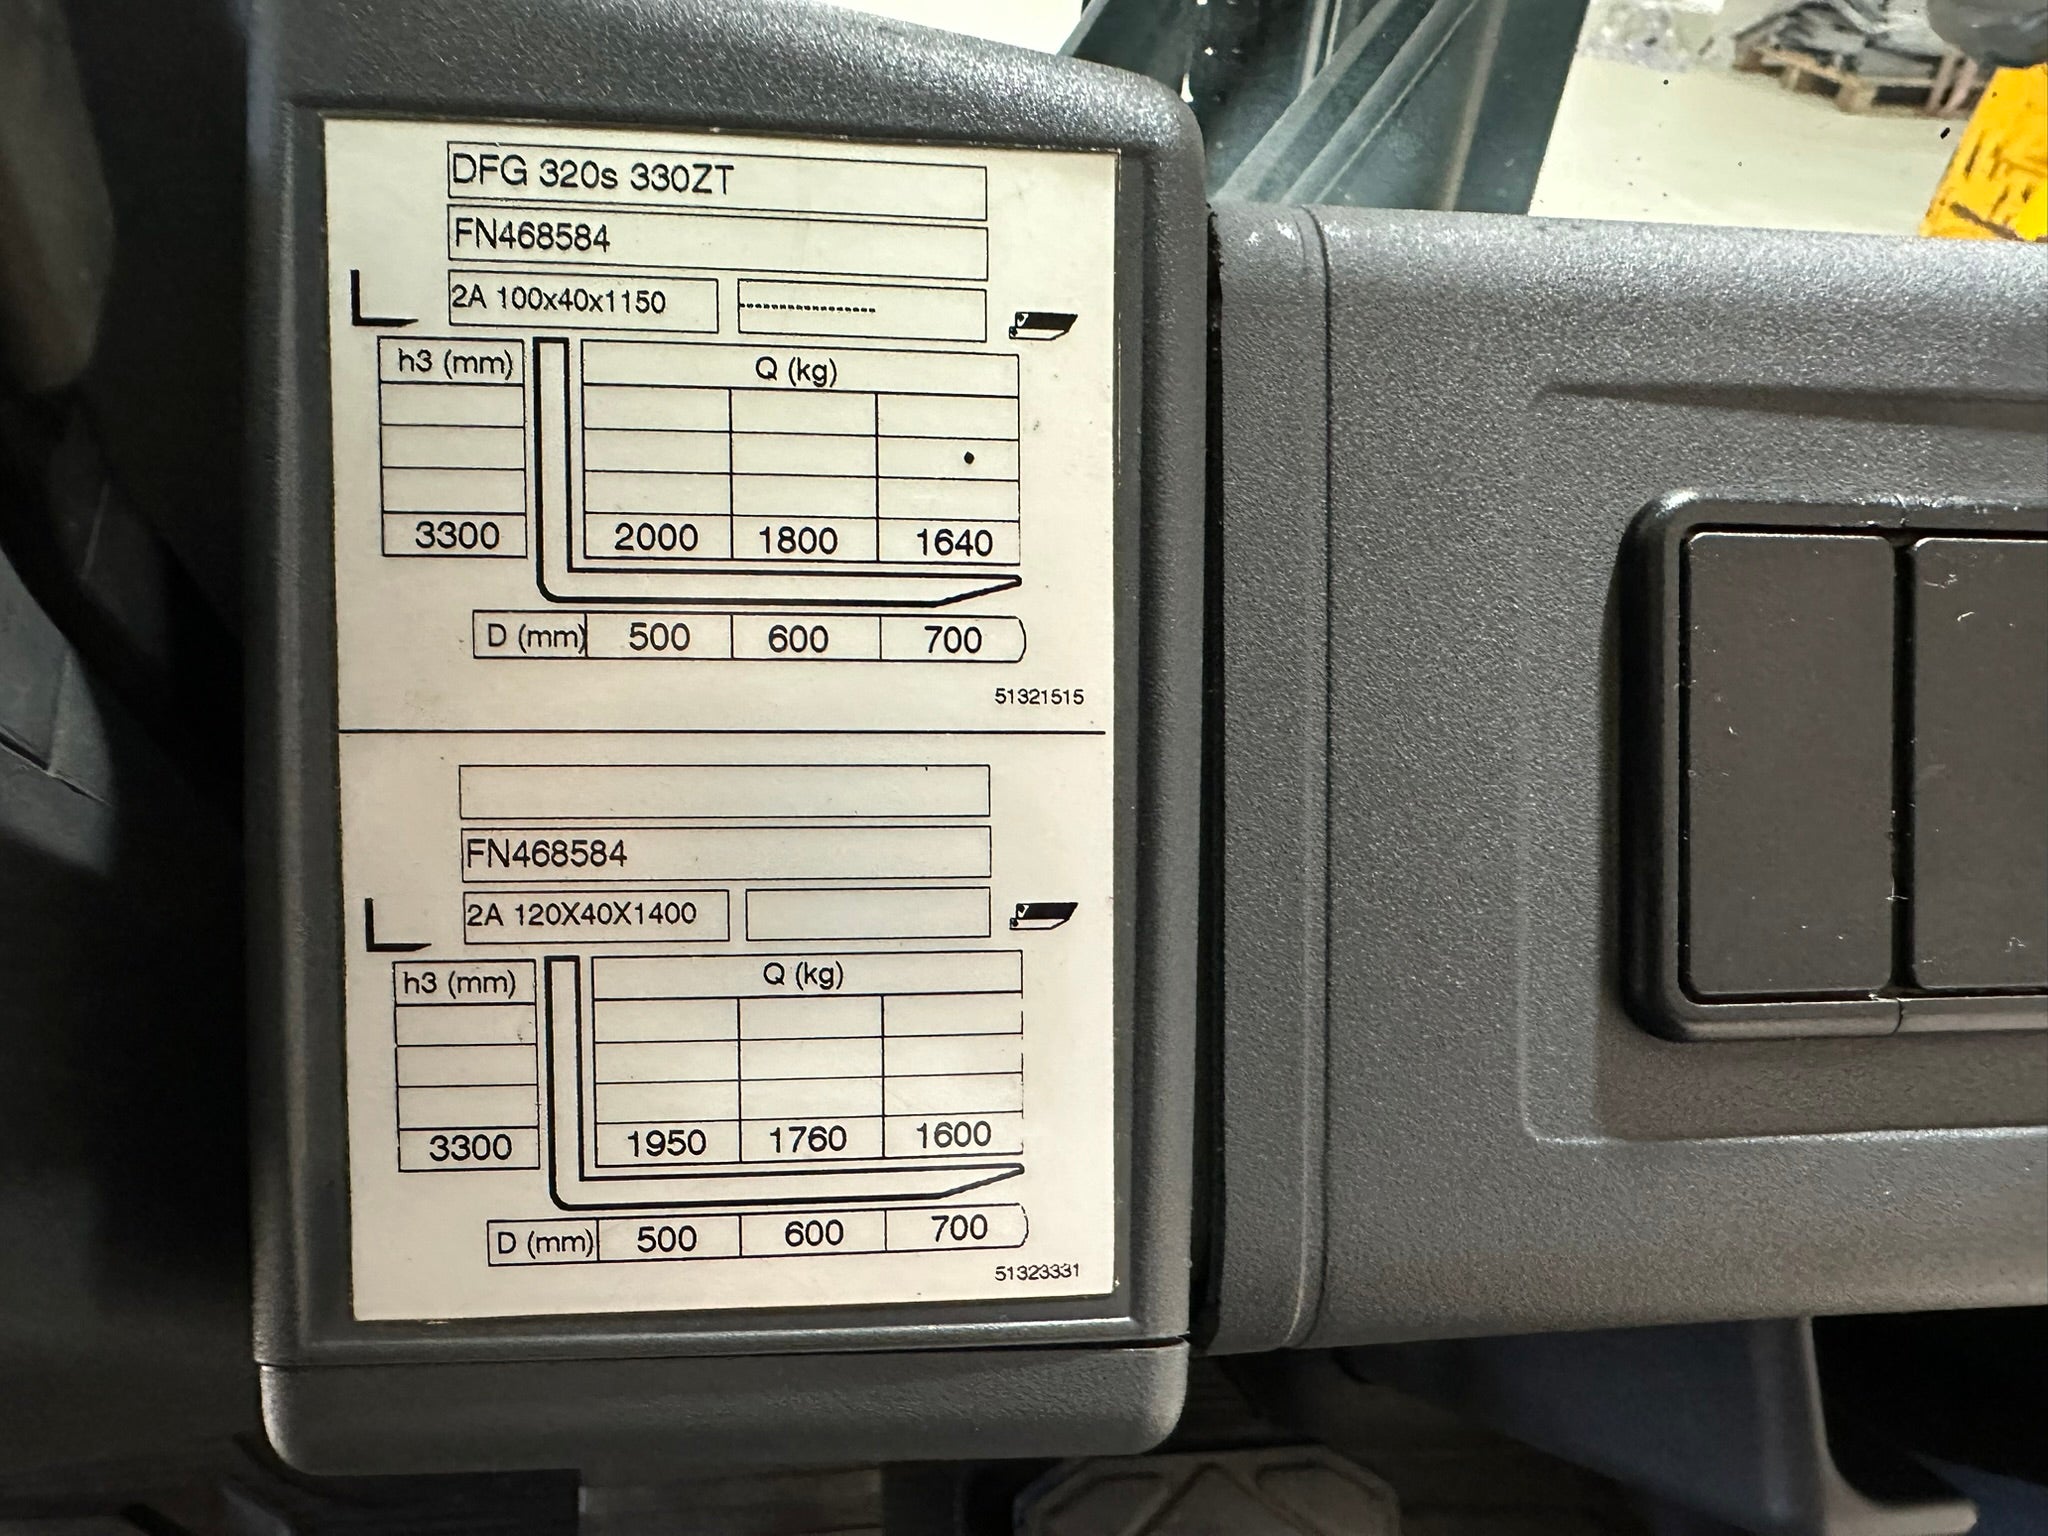 DFG 320s 330ZT
FN468584
2A 100x40x1150
h3 (mm) Q (kg)
3300 2000 1800 1640
D (mm) 500 600 700
51321515
FN468584
2A 120X40X1400
h3 (mm) Q (kg)
3300 1950 1760 1600
D (mm) 500 600 700
51323331